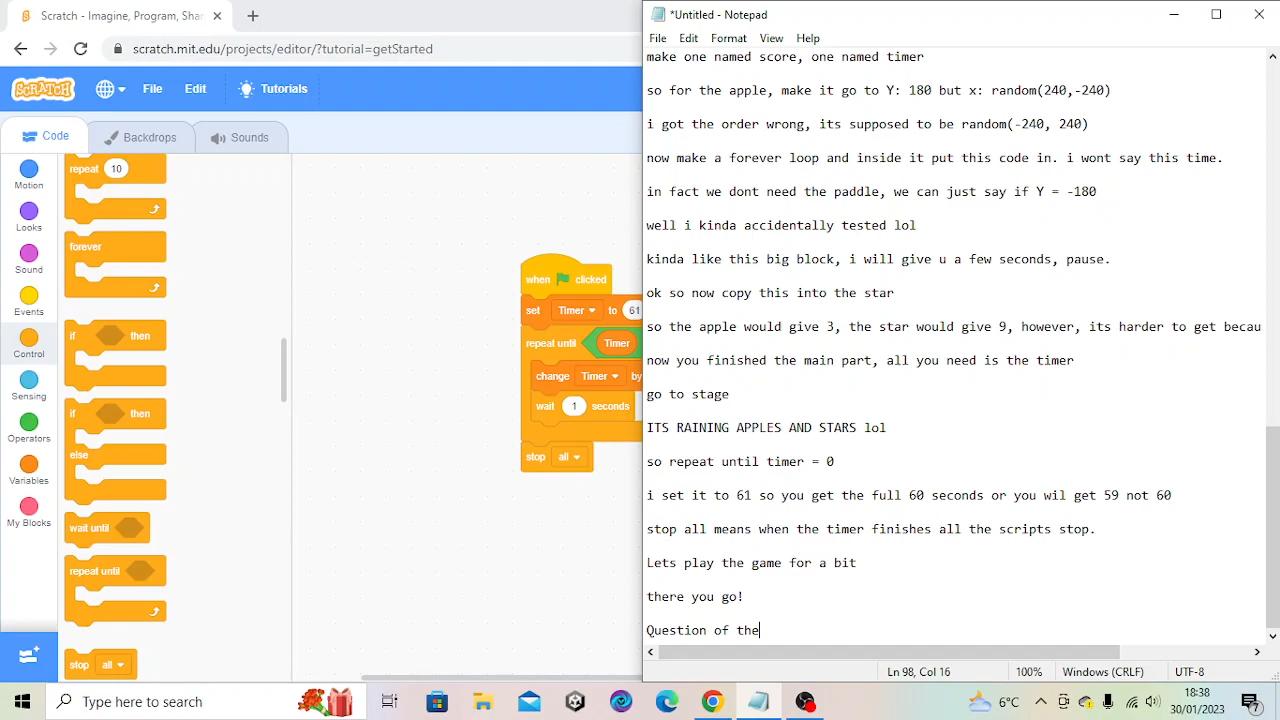 Scratch - Imagine, Program, Shar
scratch.mit.edu/projects/editor/?tutorial=getStarted
SCRATCH
File
Edit
Tutorials
Code
Backdrops
Sounds
Motion
Looks
Sound
Events
Control
Sensing
Operators
Variables
My Blocks
repeat 10
forever
if then
if then
else
wait until
repeat until
stop all
when clicked
set Timer to 61
repeat until Timer
change Timer by
wait 1 seconds
stop all
*Untitled - Notepad
File Edit Format View Help
make one named score, one named timer
so for the apple, make it go to Y: 180 but x: random(240,-240)
i got the order wrong, its supposed to be random(-240, 240)
now make a forever loop and inside it put this code in. i wont say this time.
in fact we dont need the paddle, we can just say if Y = -180
well i kinda accidentally tested lol
kinda like this big block, i will give u a few seconds, pause.
ok so now copy this into the star
so the apple would give 3, the star would give 9, however, its harder to get becau
now you finished the main part, all you need is the timer
go to stage
ITS RAINING APPLES AND STARS lol
so repeat until timer = 0
i set it to 61 so you get the full 60 seconds or you wil get 59 not 60
stop all means when the timer finishes all the scripts stop.
Lets play the game for a bit
there you go!
Question of the
Ln 98, Col 16
100%
Windows (CRLF)
UTF-8
Type here to search
6°C
18:38
30/01/2023
7